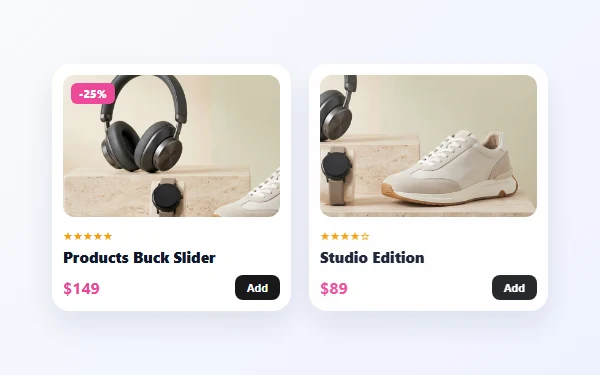 -25%
★★★★★
Products Buck Slider
$149
Add
★★★★☆
Studio Edition
$89
Add